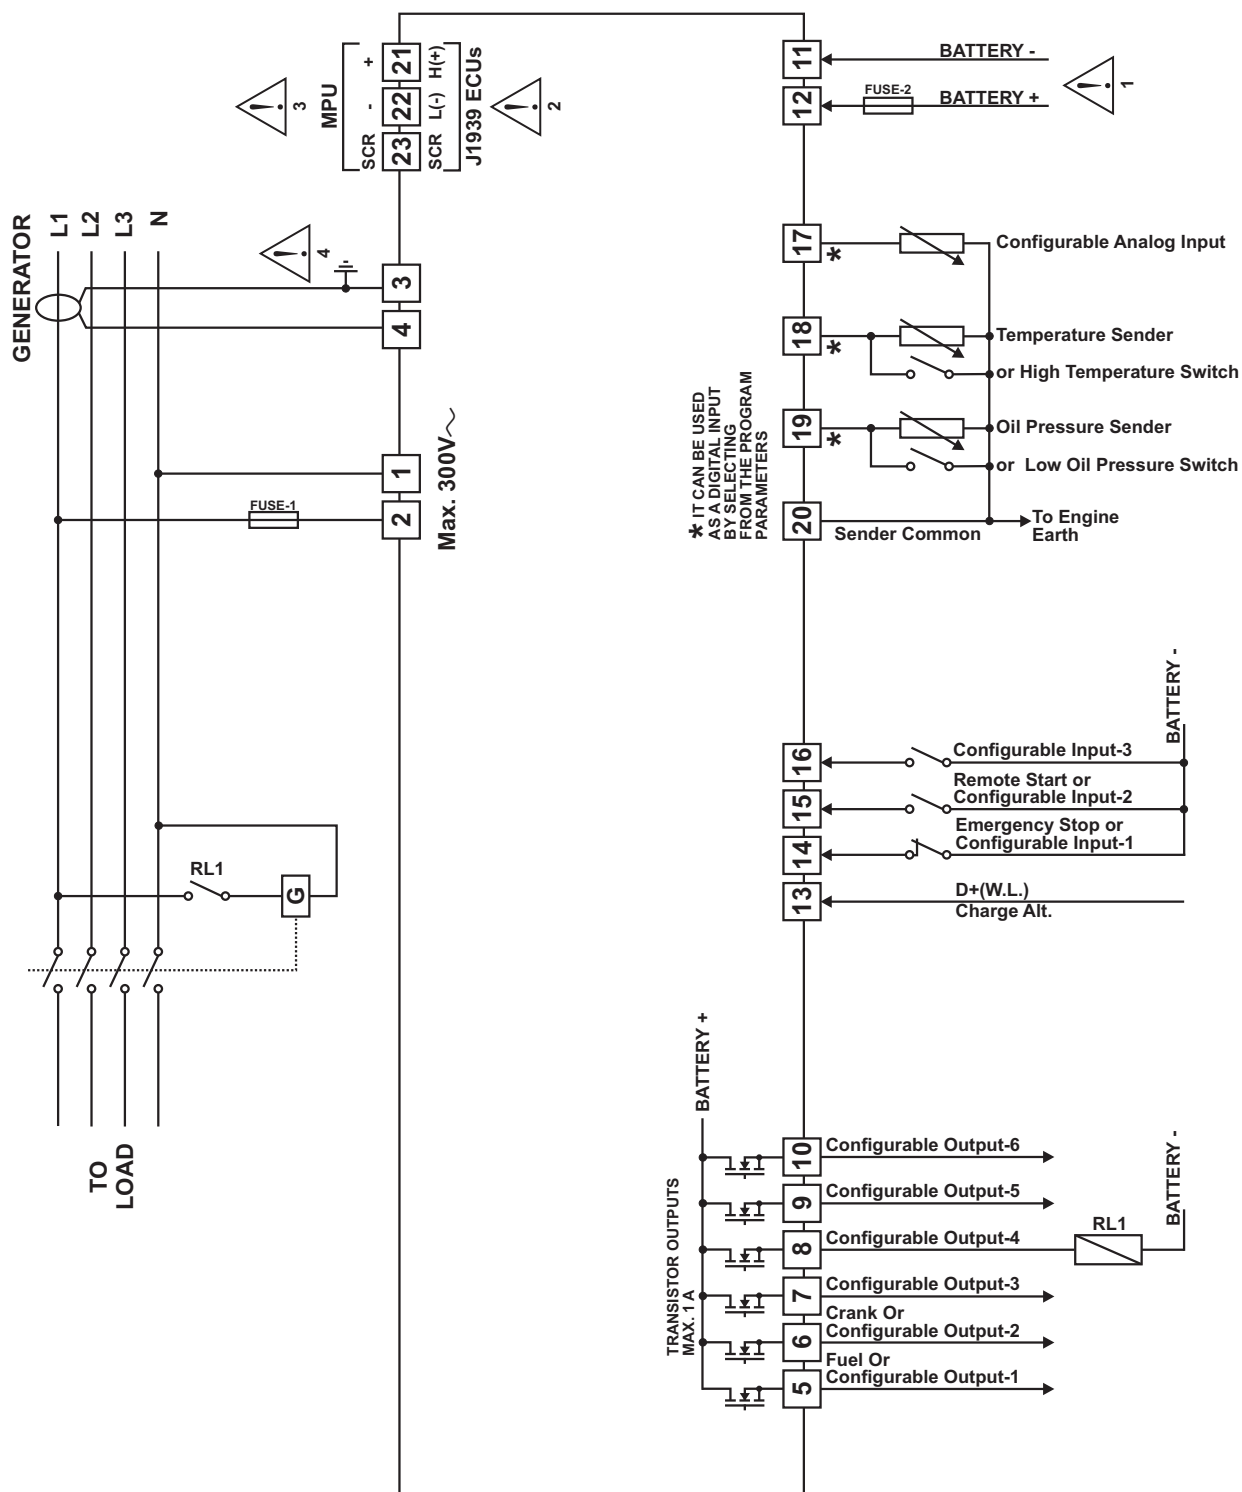 GENERATOR
L1
L2
L3
N
3
MPU
+
-
SCR
21
22
23
H(+)
L(-)
SCR
J1939 ECUs
2
4
3
4
1
2
Max. 300V~
FUSE-1
RL1
G
TO
LOAD
11
BATTERY -
12
FUSE-2
BATTERY +
1
17
*
Configurable Analog Input
18
*
Temperature Sender
or High Temperature Switch
19
*
Oil Pressure Sender
or Low Oil Pressure Switch
20
Sender Common
To Engine
Earth
* IT CAN BE USED
AS A DIGITAL INPUT
BY SELECTING
FROM THE PROGRAM
PARAMETERS
BATTERY -
16
Configurable Input-3
15
Remote Start or
Configurable Input-2
14
Emergency Stop or
Configurable Input-1
13
D+(W.L.)
Charge Alt.
BATTERY +
TRANSISTOR OUTPUTS
MAX. 1 A
10
Configurable Output-6
9
Configurable Output-5
8
Configurable Output-4
RL1
BATTERY -
7
Configurable Output-3
6
Crank Or
Configurable Output-2
5
Fuel Or
Configurable Output-1